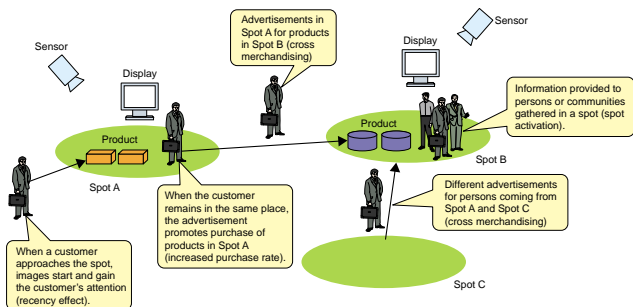 Sensor
Display
Product
Spot A
Advertisements in
Spot A for products
in Spot B (cross
merchandising)
Sensor
Display
Product
Spot B
Information provided to
persons or communities
gathered in a spot (spot
activation).
When a customer
approaches the spot,
images start and gain
the customer's attention
(recency effect).
When the customer
remains in the same place,
the advertisement
promotes purchase of
products in Spot A
(increased purchase rate).
Different advertisements
for persons coming from
Spot A and Spot C
(cross merchandising)
Spot C